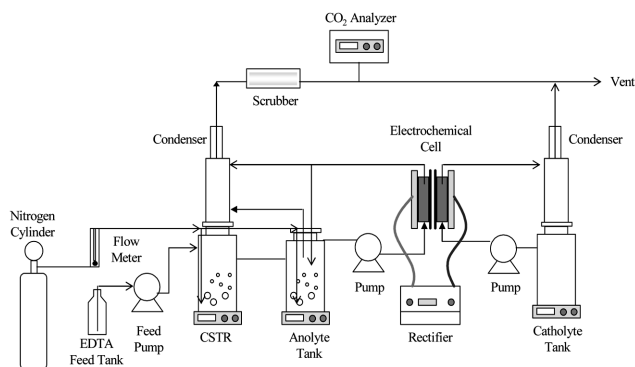 CO₂ Analyzer
Vent
Scrubber
Condenser
Electrochemical
Cell
Condenser
Nitrogen
Cylinder
Flow
Meter
Pump
Pump
EDTA
Feed Tank
Feed
Pump
CSTR
Anolyte
Tank
Rectifier
Catholyte
Tank